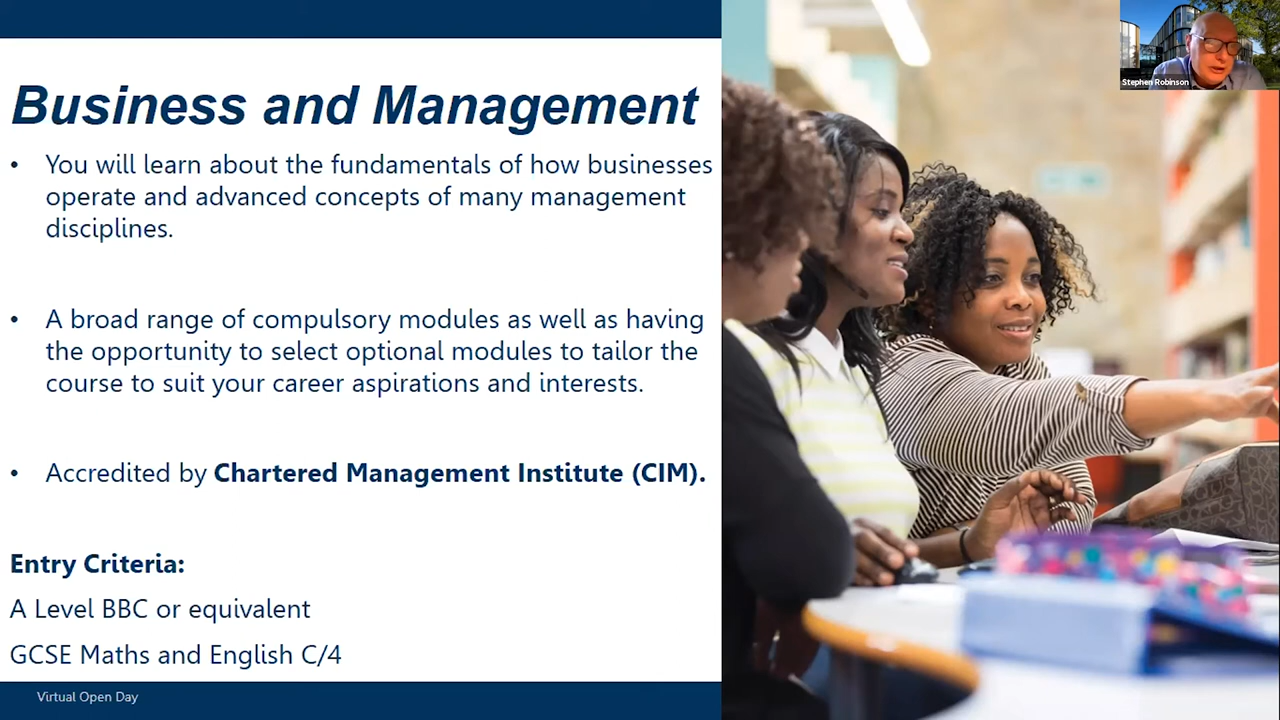 Business and Management
• You will learn about the fundamentals of how businesses
operate and advanced concepts of many management
disciplines.
• A broad range of compulsory modules as well as having
the opportunity to select optional modules to tailor the
course to suit your career aspirations and interests.
• Accredited by Chartered Management Institute (CIM).
Entry Criteria:
A Level BBC or equivalent
GCSE Maths and English C/4
Virtual Open Day
Stephen Robinson